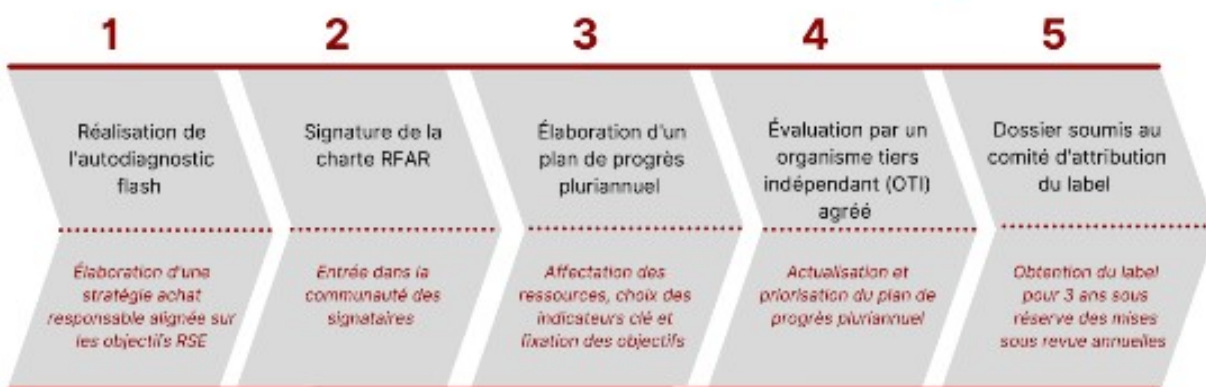 1
2
3
4
5
Réalisation de
l'autodiagnostic
flash
Signature de la
charte RFAR
Élaboration d'un
plan de progrès
pluriannuel
Évaluation par un
organisme tiers
indépendant (OTI)
agréé
Dossier soumis au
comité d'attribution
du label
Élaboration d'une
stratégie achat
responsable alignée sur
les objectifs RSE
Entrée dans la
communauté des
signataires
Affectation des
ressources, choix des
indicateurs clé et
fixation des objectifs
Actualisation et
priorisation du plan de
progrès pluriannuel
Obtention du label
pour 3 ans sous
réserve des mises
sous revue annuelles